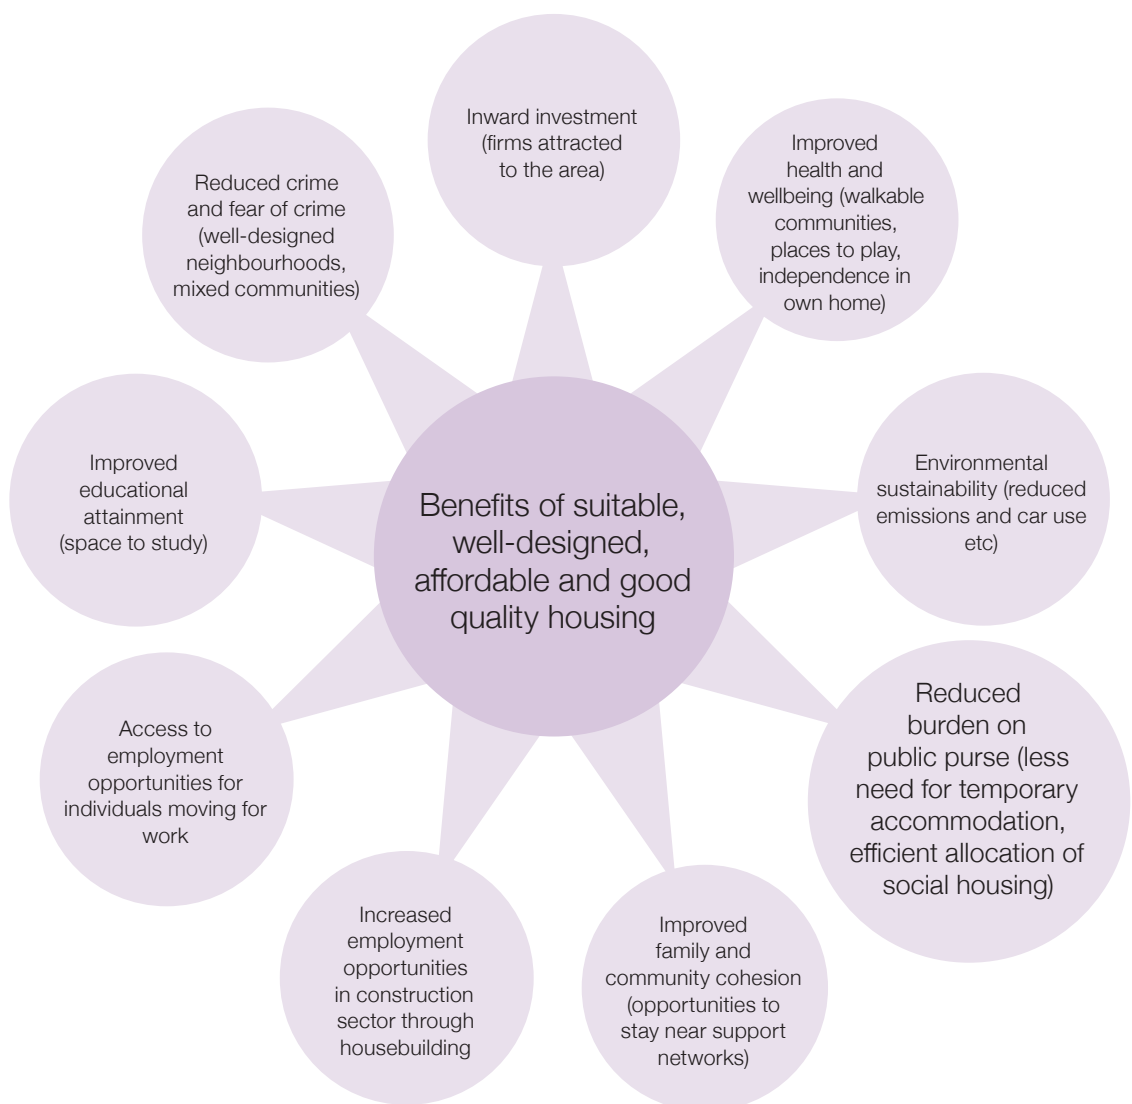 Inward investment
(firms attracted
to the area)
Improved
health and
wellbeing (walkable
communities,
places to play,
independence in
own home)
Environmental
sustainability (reduced
emissions and car use
etc)
Reduced
burden on
public purse (less
need for temporary
accommodation,
efficient allocation of
social housing)
Improved
family and
community cohesion
(opportunities to
stay near support
networks)
Increased
employment
opportunities
in construction
sector through
housebuilding
Access to
employment
opportunities for
individuals moving for
work
Improved
educational
attainment
(space to study)
Reduced crime
and fear of crime
(well-designed
neighbourhoods,
mixed communities)
Benefits of suitable,
well-designed,
affordable and good
quality housing